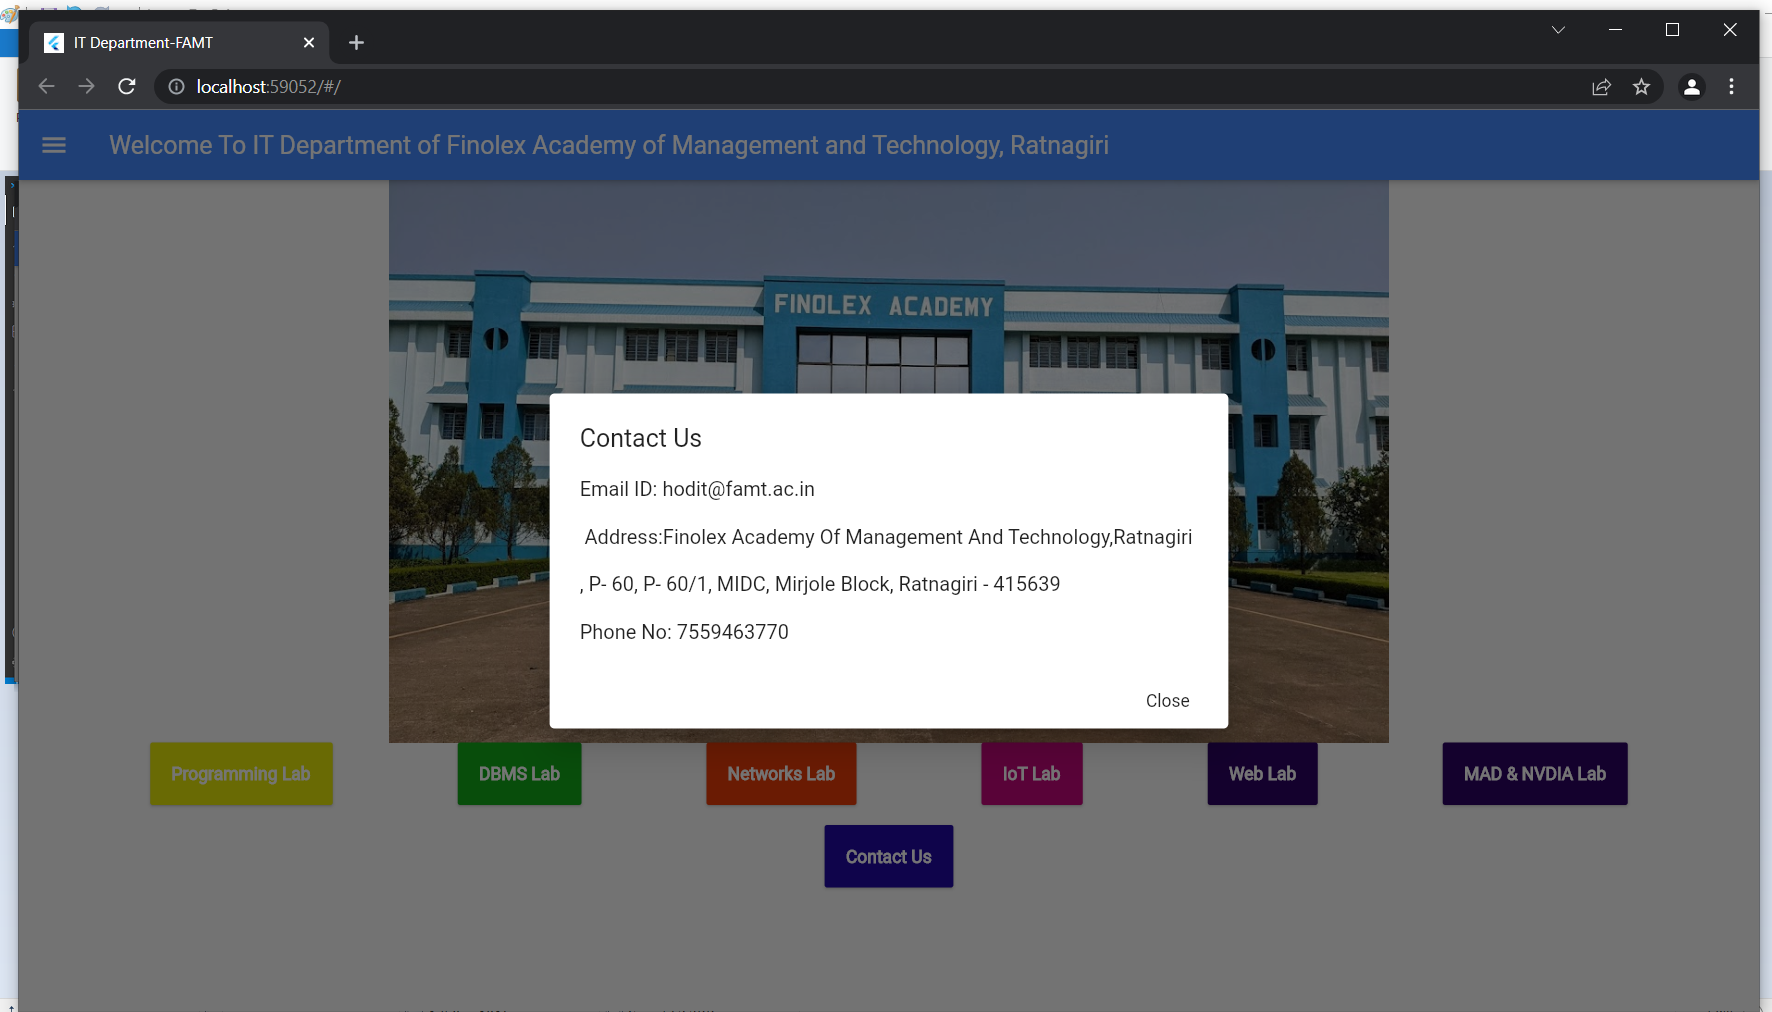 IT Department-FAMT
localhost:59052/#/
Welcome To IT Department of Finolex Academy of Management and Technology, Ratnagiri
FINOLEX ACADEMY
Contact Us
Email ID: hodit@famt.ac.in
Address:Finolex Academy Of Management And Technology,Ratnagiri
, P- 60, P- 60/1, MIDC, Mirjole Block, Ratnagiri - 415639
Phone No: 7559463770
Close
Programming Lab
DBMS Lab
Networks Lab
IoT Lab
Web Lab
MAD & NVDIA Lab
Contact Us